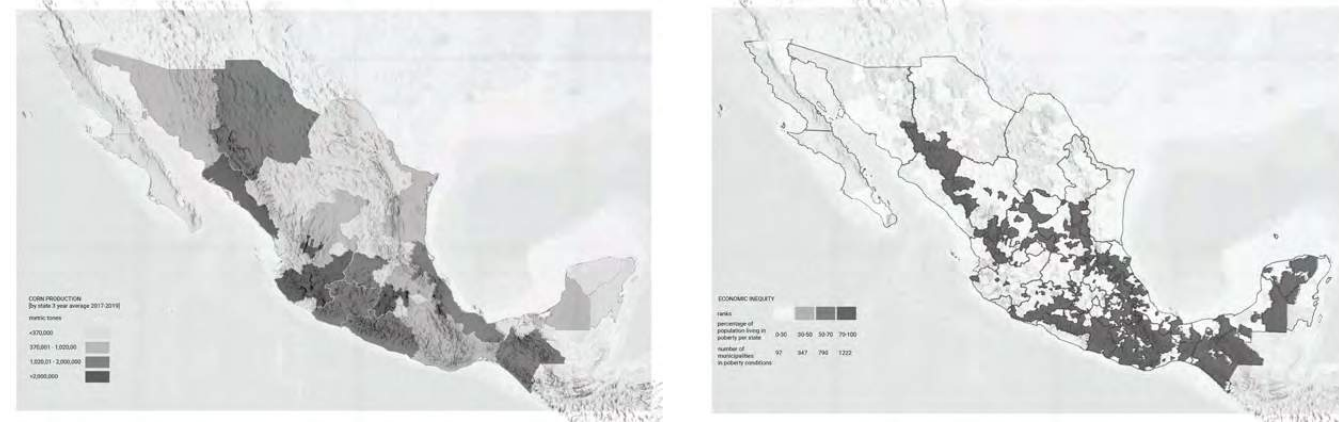 CORN PRODUCTION
[by state 3 year average 2017-2019]
metric tones
<370,000
370,001 - 1,020,00
1,020,01 - 2,000,000
>2,000,000
ECONOMIC INEQUITY
ranks
percentage of
population living in
poberty per state
0-30 30-50 50-70 70-100
number of
municipalities
in poberty conditions
97 347 790 1222